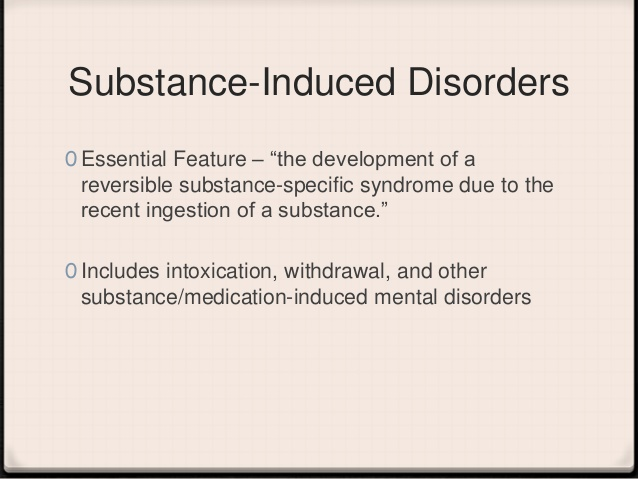 Substance-Induced Disorders
0 Essential Feature – “the development of a
reversible substance-specific syndrome due to the
recent ingestion of a substance.”
0 Includes intoxication, withdrawal, and other
substance/medication-induced mental disorders